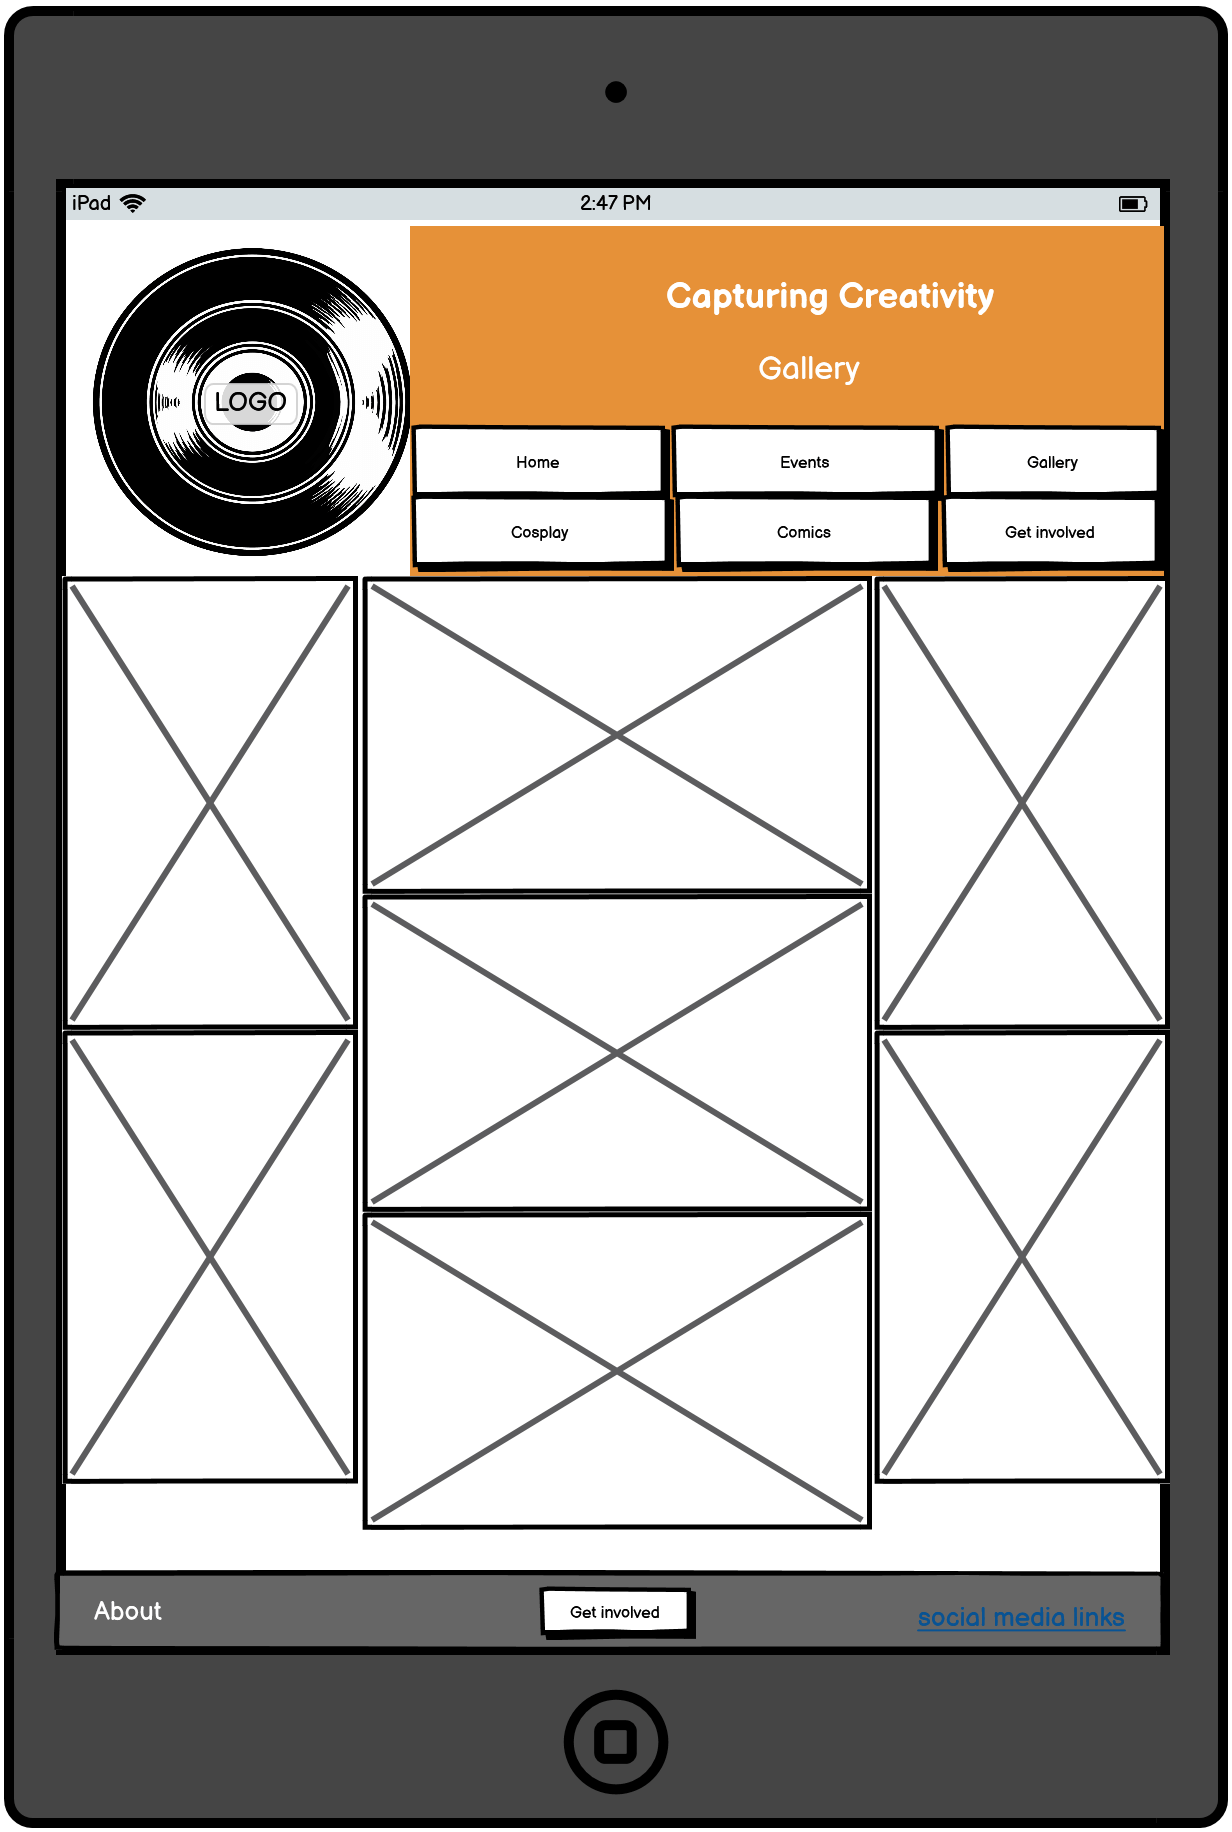 iPad
2:47 PM
LOGO
Capturing Creativity
Gallery
Home
Events
Gallery
Cosplay
Comics
Get involved
About
Get involved
social media links